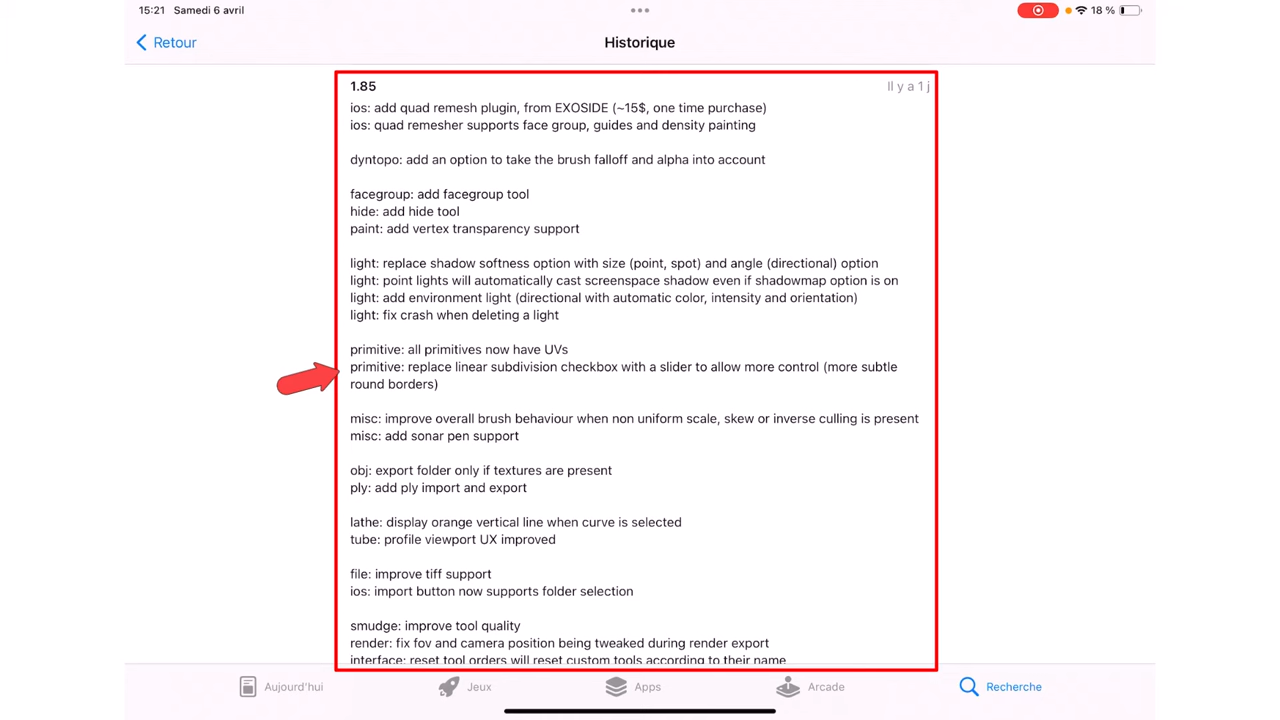 15:21 Samedi 6 avril
18 %
Retour
Historique
1.85
Il y a 1 j
ios: add quad remesh plugin, from EXOSIDE (~15$, one time purchase)
ios: quad remesher supports face group, guides and density painting
dyntopo: add an option to take the brush falloff and alpha into account
facegroup: add facegroup tool
hide: add hide tool
paint: add vertex transparency support
light: replace shadow softness option with size (point, spot) and angle (directional) option
light: point lights will automatically cast screenspace shadow even if shadowmap option is on
light: add environment light (directional with automatic color, intensity and orientation)
light: fix crash when deleting a light
primitive: all primitives now have UVs
primitive: replace linear subdivision checkbox with a slider to allow more control (more subtle
round borders)
misc: improve overall brush behaviour when non uniform scale, skew or inverse culling is present
misc: add sonar pen support
obj: export folder only if textures are present
ply: add ply import and export
lathe: display orange vertical line when curve is selected
tube: profile viewport UX improved
file: improve tiff support
ios: import button now supports folder selection
smudge: improve tool quality
render: fix fov and camera position being tweaked during render export
interface: reset tool orders will reset custom tools according to their name
Aujourd'hui
Jeux
Apps
Arcade
Recherche